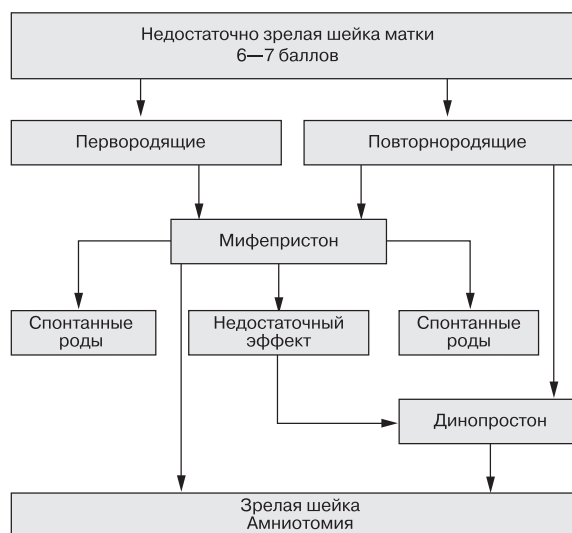 Недостаточно зрелая шейка матки
6—7 баллов
Первородящие
Повторнородящие
Мифепристон
Спонтанные
роды
Недостаточный
эффект
Спонтанные
роды
Динопростон
Зрелая шейка
Амниотомия